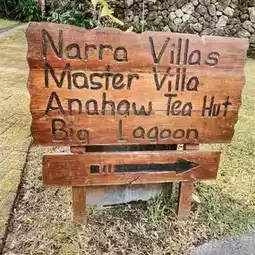 Narra Villas
Master Villa
Anahaw Tea Hut
Big Lagoon